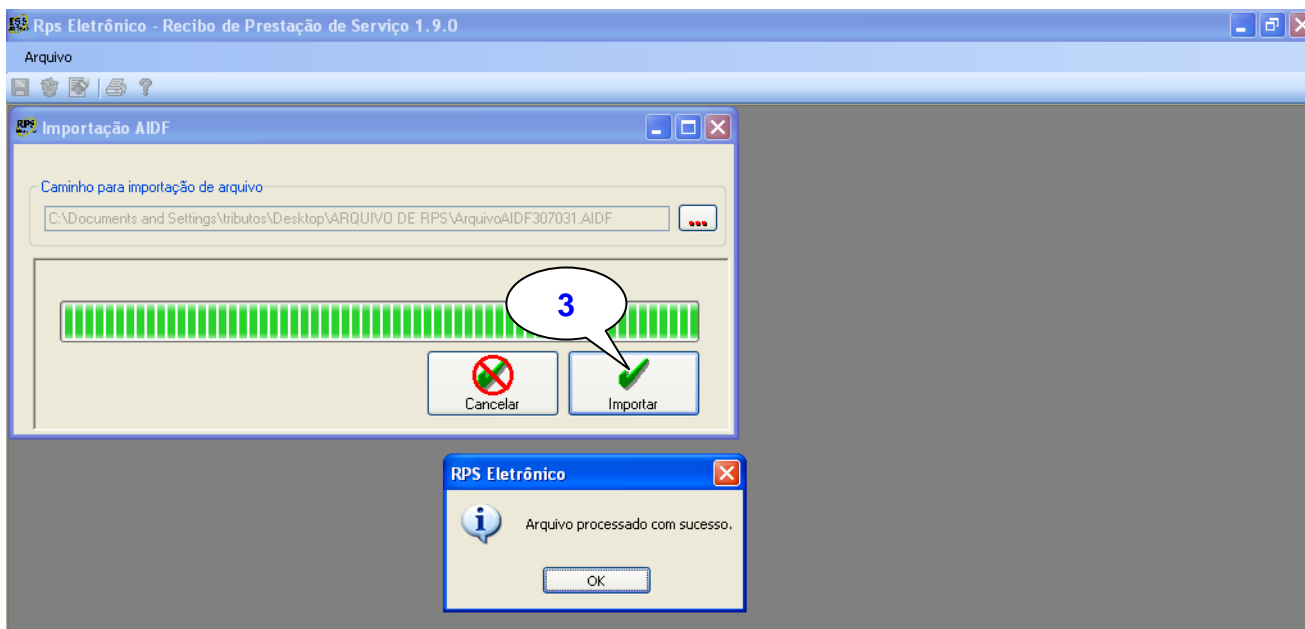 Rps Eletrônico - Recibo de Prestação de Serviço 1.9.0
Arquivo
Importação AIDF
Caminho para importação de arquivo
C:\Documents and Settings\tributos\Desktop\ARQUIVO DE RPS\ArquivoAIDF307031.AIDF
...
3
Cancelar
Importar
RPS Eletrônico
Arquivo processado com sucesso.
OK